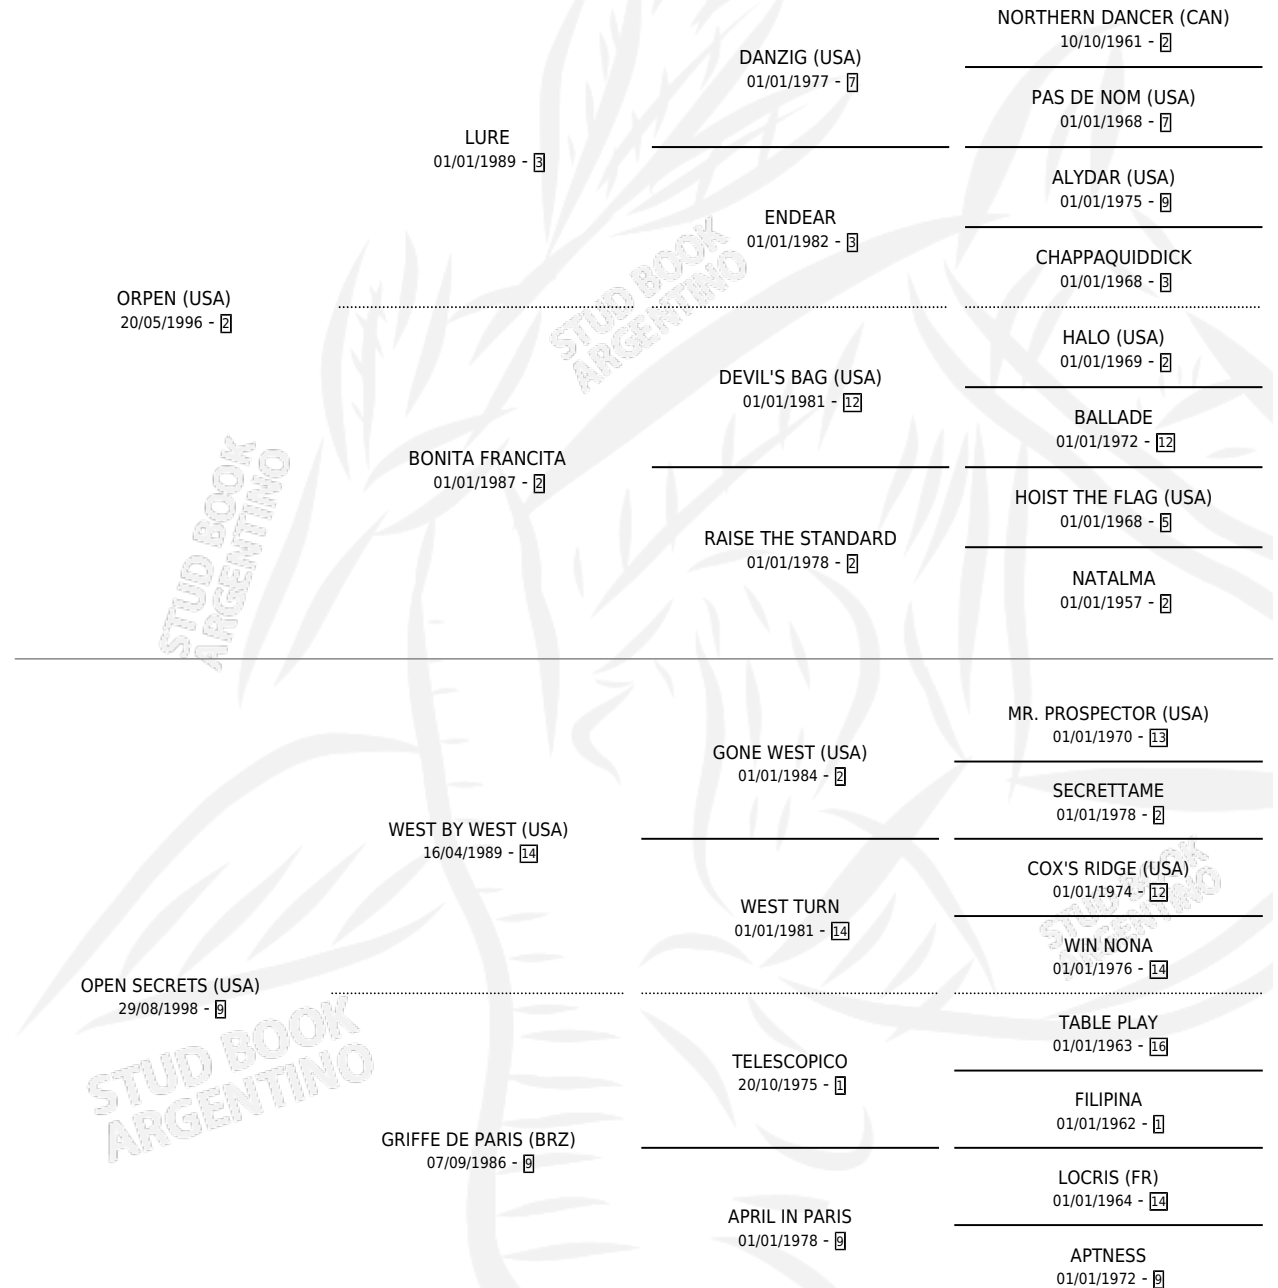 NORTHERN DANCER (CAN)
10/10/1961 - 2
DANZIG (USA)
01/01/1977 - 7
PAS DE NOM (USA)
01/01/1968 - 7
LURE
01/01/1989 - 3
ALYDAR (USA)
01/01/1975 - 9
ENDEAR
01/01/1982 - 3
CHAPPAQUIDDICK
01/01/1968 - 3
ORPEN (USA)
20/05/1996 - 2
STUD BOOK
ARGENTINO
HALO (USA)
01/01/1969 - 2
DEVIL'S BAG (USA)
01/01/1981 - 12
BALLADE
01/01/1972 - 12
BONITA FRANCITA
01/01/1987 - 2
HOIST THE FLAG (USA)
01/01/1968 - 5
RAISE THE STANDARD
01/01/1978 - 2
NATALMA
01/01/1957 - 2
STUD BOOK
ARGENTINO
MR. PROSPECTOR (USA)
01/01/1970 - 13
GONE WEST (USA)
01/01/1984 - 2
SECRETTAME
01/01/1978 - 2
WEST BY WEST (USA)
16/04/1989 - 14
COX'S RIDGE (USA)
01/01/1974 - 12
WEST TURN
01/01/1981 - 14
STUD BOOK
ARGENTINO
WIN NONA
01/01/1976 - 14
OPEN SECRETS (USA)
29/08/1998 - 9
STUD BOOK
ARGENTINO
TABLE PLAY
01/01/1963 - 16
TELESCOPICO
20/10/1975 - 1
FILIPINA
01/01/1962 - 1
GRIFFE DE PARIS (BRZ)
07/09/1986 - 9
LOCRIS (FR)
01/01/1964 - 14
APRIL IN PARIS
01/01/1978 - 9
APTNESS
01/01/1972 - 9